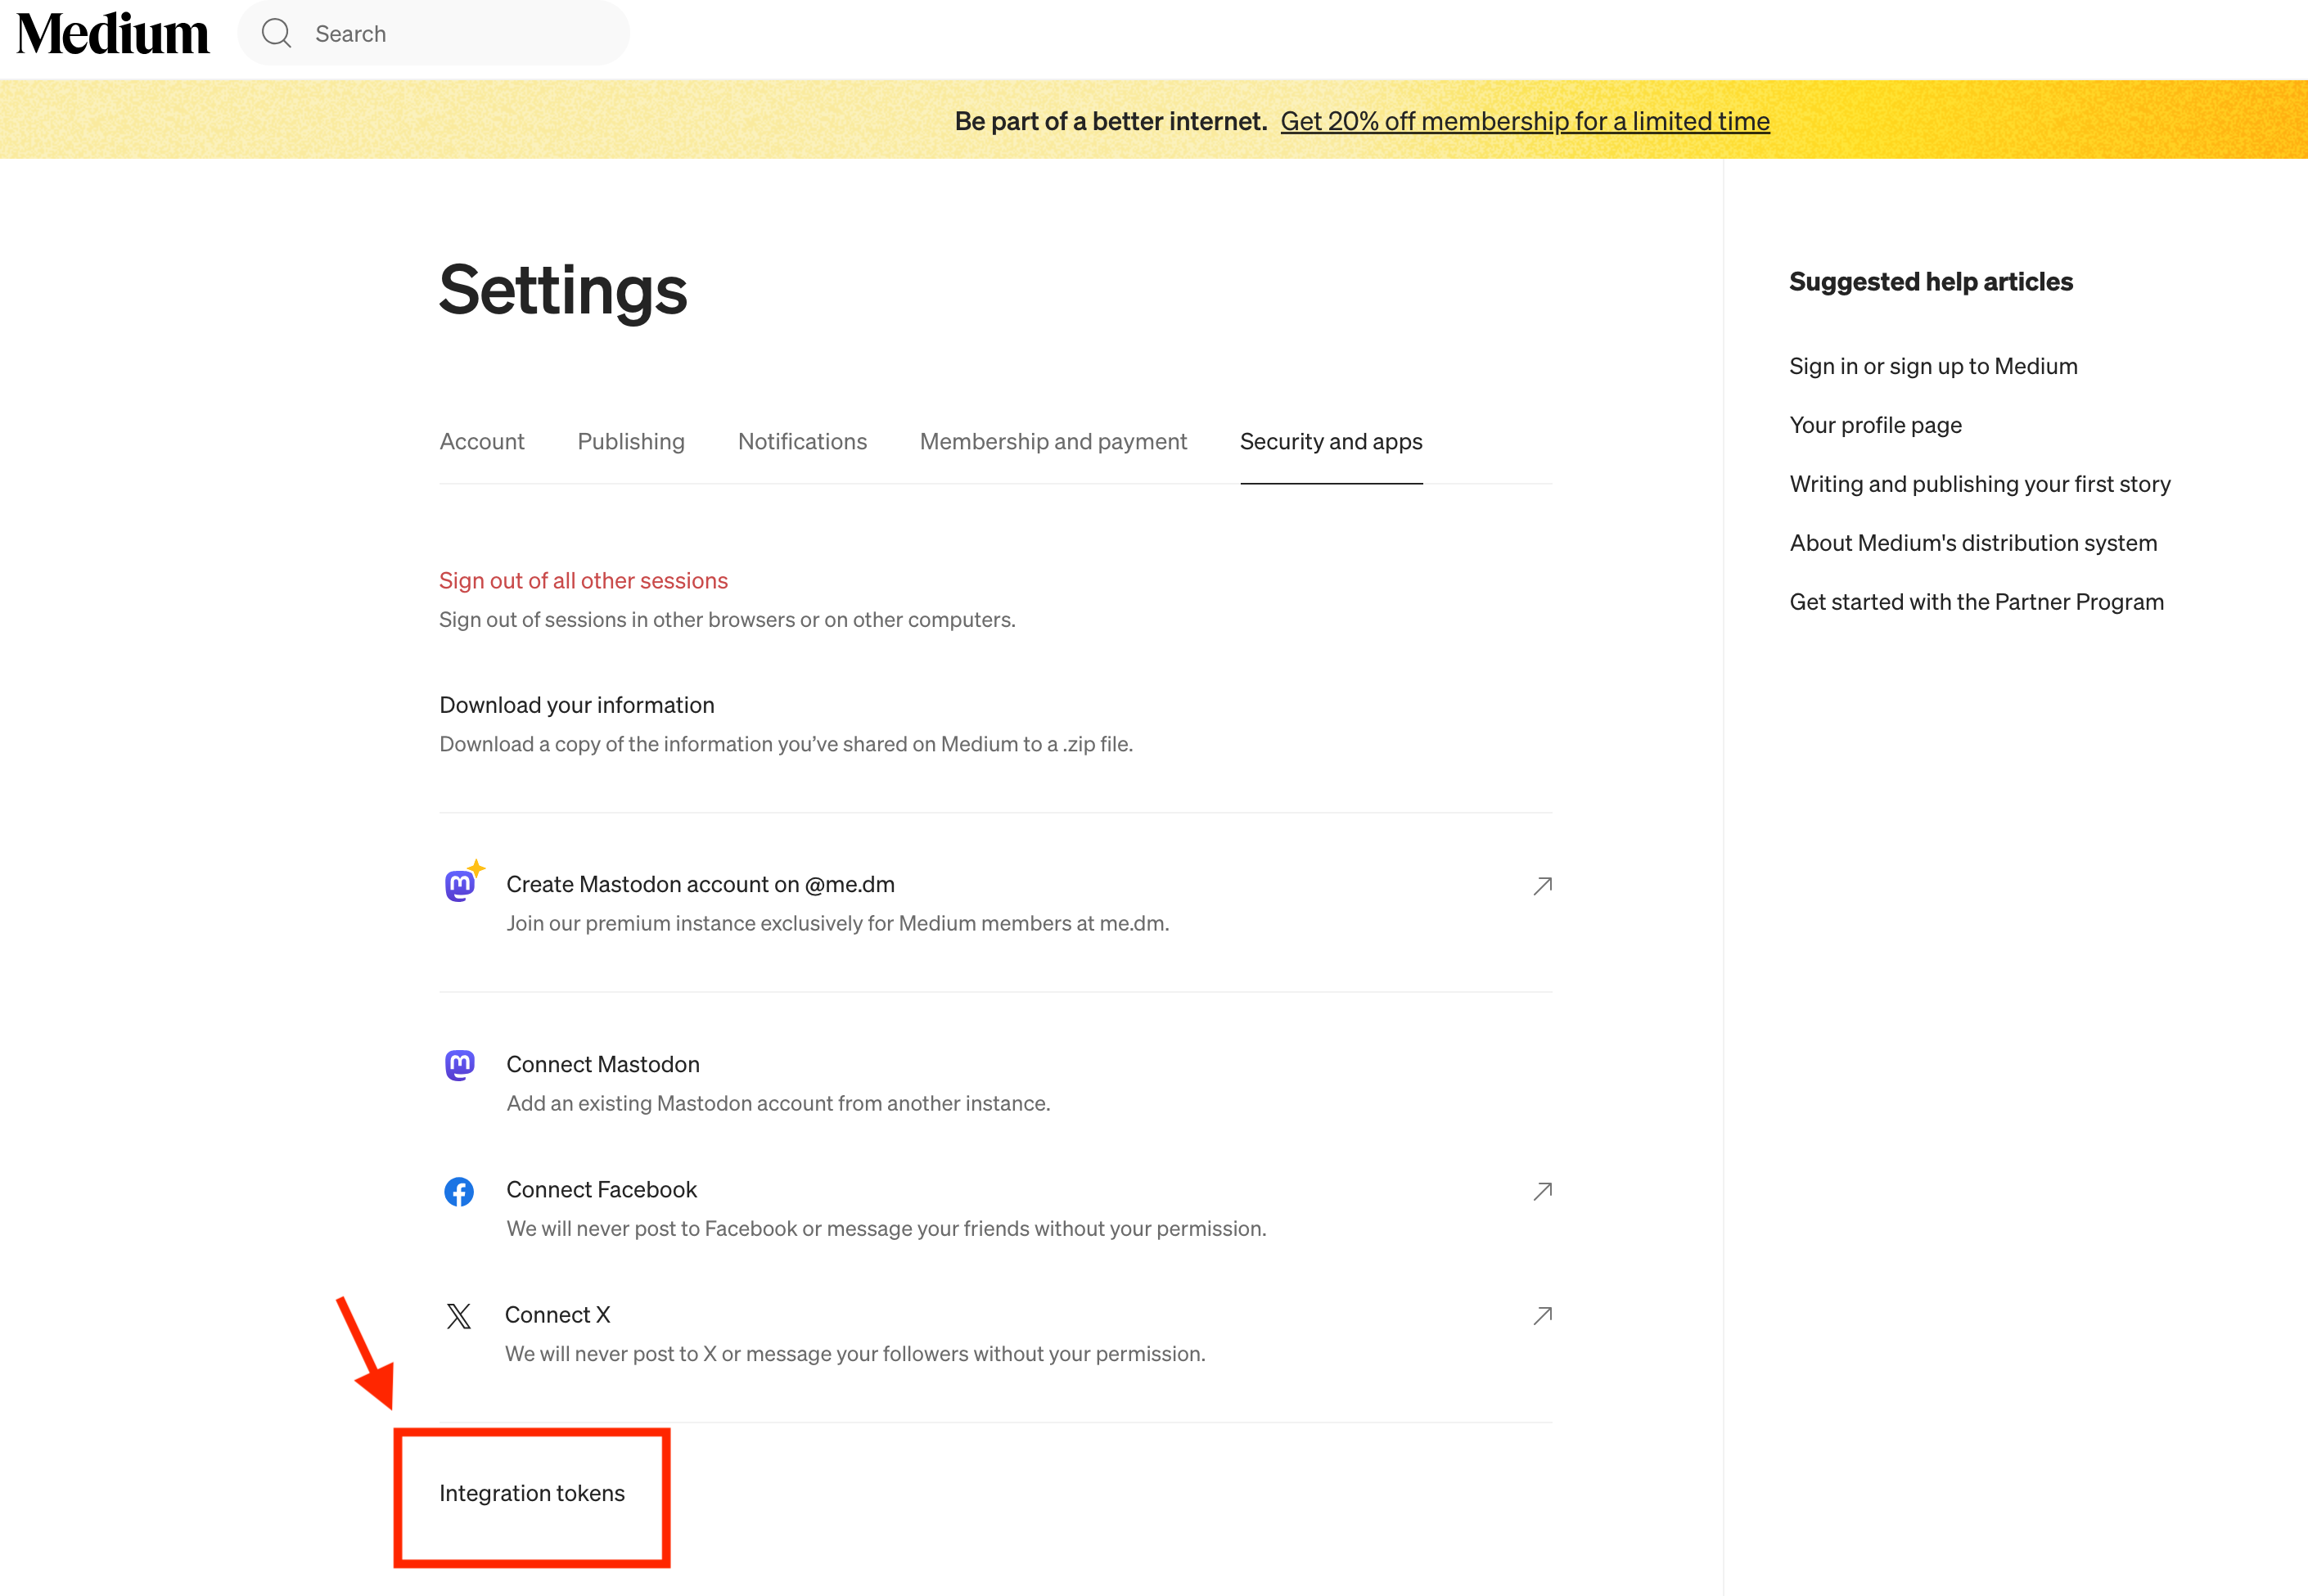 Medium
Search
Be part of a better internet. Get 20% off membership for a limited time
Settings
Account Publishing Notifications Membership and payment Security and apps
Sign out of all other sessions
Sign out of sessions in other browsers or on other computers.
Download your information
Download a copy of the information you’ve shared on Medium to a .zip file.
Create Mastodon account on @me.dm
Join our premium instance exclusively for Medium members at me.dm.
Connect Mastodon
Add an existing Mastodon account from another instance.
Connect Facebook
We will never post to Facebook or message your friends without your permission.
Connect X
We will never post to X or message your followers without your permission.
Integration tokens
Suggested help articles
Sign in or sign up to Medium
Your profile page
Writing and publishing your first story
About Medium's distribution system
Get started with the Partner Program